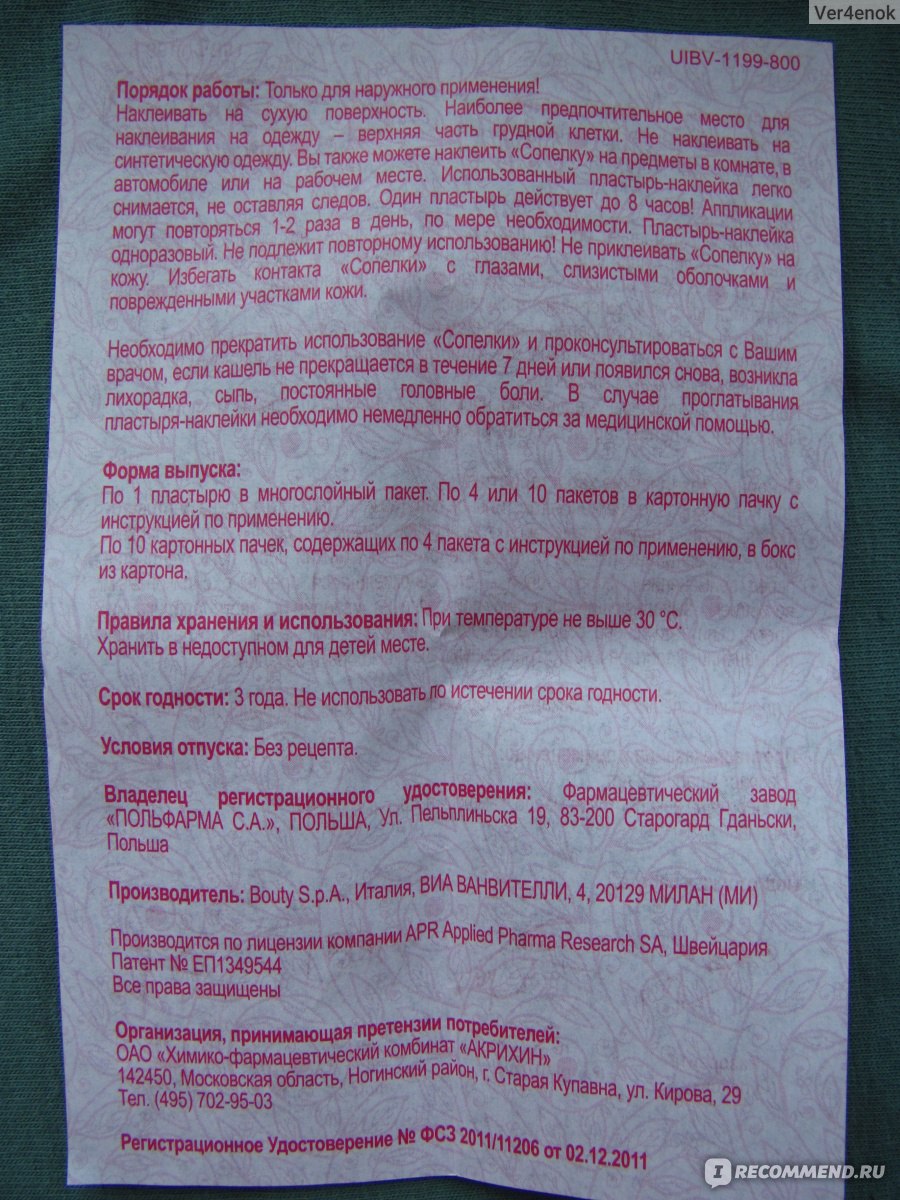 Ver4enok
UIBV-1199-800
Порядок работы: Только для наружного применения!
Наклеивать на сухую поверхность. Наиболее предпочтительное место для
наклеивания на одежду – верхняя часть грудной клетки. Не наклеивать на
синтетическую одежду. Вы также можете наклеить «Сопелку» на предметы в комнате, в
автомобиле или на рабочем месте. Использованный пластырь-наклейка легко
снимается, не оставляя следов. Один пластырь действует до 8 часов! Аппликации
могут повторяться 1-2 раза в день, по мере необходимости. Пластырь-наклейка
одноразовый. Не подлежит повторному использованию! Не приклеивать «Сопелку» на
кожу. Избегать контакта «Сопелки» с глазами, слизистыми оболочками и
поврежденными участками кожи.
Необходимо прекратить использование «Сопелки» и проконсультироваться с Вашим
врачом, если кашель не прекращается в течение 7 дней или появился снова, возникла
лихорадка, сыпь, постоянные головные боли. В случае проглатывания
пластыря-наклейки необходимо немедленно обратиться за медицинской помощью.
Форма выпуска:
По 1 пластырю в многослойный пакет. По 4 или 10 пакетов в картонную пачку с
инструкцией по применению.
По 10 картонных пачек, содержащих по 4 пакета с инструкцией по применению, в бокс
из картона.
Правила хранения и использования: При температуре не выше 30 °С.
Хранить в недоступном для детей месте.
Срок годности: 3 года. Не использовать по истечении срока годности.
Условия отпуска: Без рецепта.
Владелец регистрационного удостоверения: Фармацевтический завод
«ПОЛЬФАРМА С.А.», ПОЛЬША, Ул. Пельплиньска 19, 83-200 Старогард Гданьски,
Польша
Производитель: Bouty S.p.A., Италия, ВИА ВАНВИТЕЛЛИ, 4, 20129 МИЛАН (МИ)
Производится по лицензии компании APR Applied Pharma Research SA, Швейцария
Патент № ЕП1349544
Все права защищены
Организация, принимающая претензии потребителей:
ОАО «Химико-фармацевтический комбинат «АКРИХИН»
142450, Московская область, Ногинский район, г. Старая Купавна, ул. Кирова, 29
Тел. (495) 702-95-03
Регистрационное Удостоверение № ФСЗ 2011/11206 от 02.12.2011
IRECOMMEND.RU